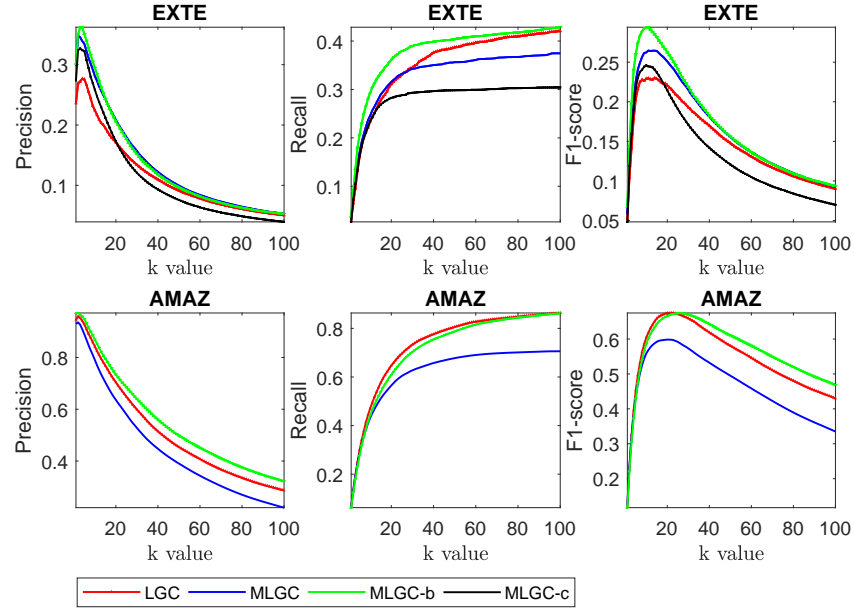 EXTE
EXTE
EXTE
Precision
0.3
0.2
0.1
20 40 60 80 100
k value
Recall
0.4
0.3
0.2
0.1
20 40 60 80 100
k value
F1-score
0.25
0.2
0.15
0.1
0.05
20 40 60 80 100
k value
AMAZ
AMAZ
AMAZ
Precision
0.8
0.6
0.4
20 40 60 80 100
k value
Recall
0.8
0.6
0.4
0.2
20 40 60 80 100
k value
F1-score
0.6
0.5
0.4
0.3
0.2
20 40 60 80 100
k value
LGC MLGC MLGC-b MLGC-c